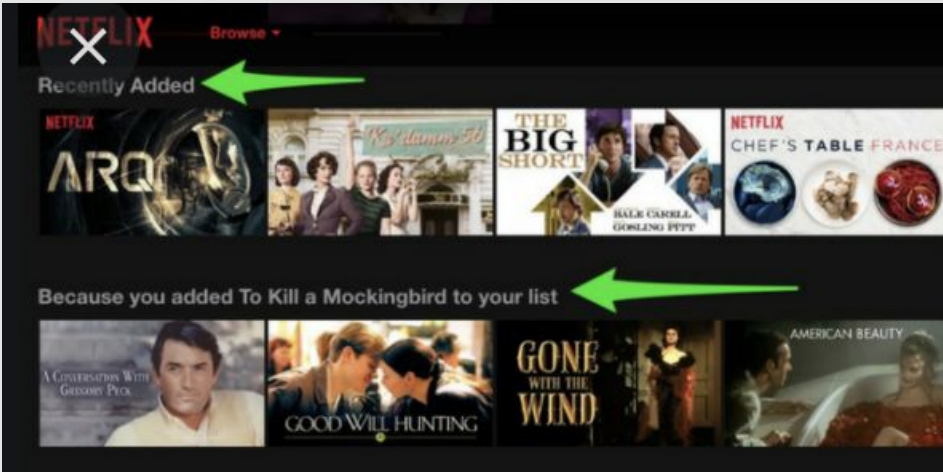 NETFLIX
Browse
Recently Added
NETFLIX
ARQ
Ku'damm 56
THE
BIG
SHORT
BALE CARELL
GOSLING PITT
NETFLIX
CHEF'S TABLE FRANCE
Because you added To Kill a Mockingbird to your list
A CONVERSATION WITH
GREGORY PECK
GOOD WILL HUNTING
GONE
WITH THE
WIND
AMERICAN BEAUTY